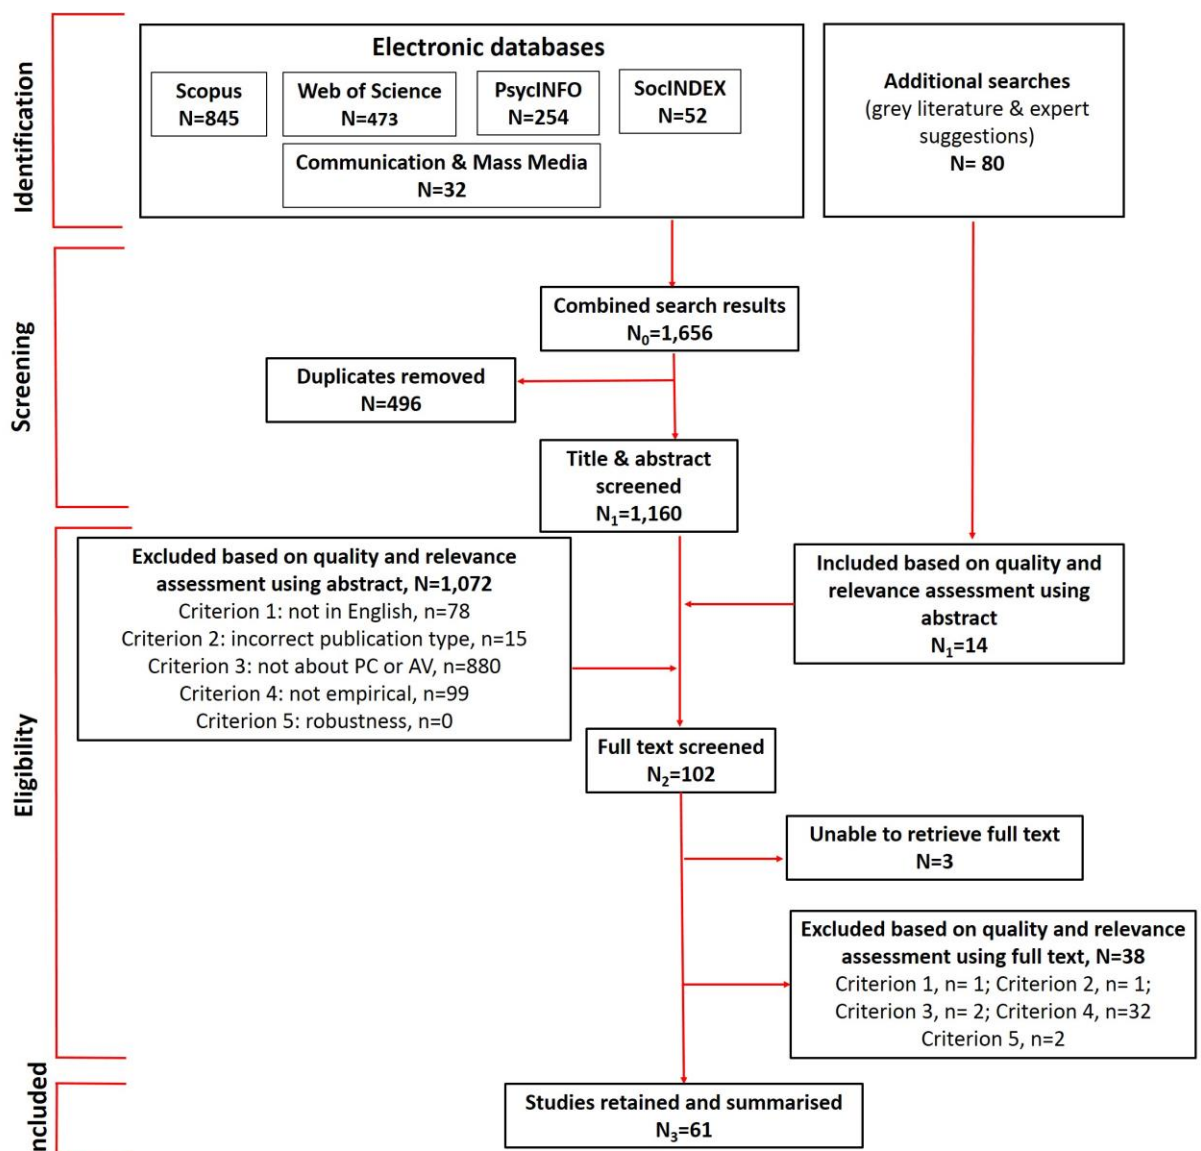 Identification
Electronic databases
Scopus
N=845
Web of Science
N=473
PsycINFO
N=254
SocINDEX
N=52
Communication & Mass Media
N=32
Additional searches
(grey literature & expert
suggestions)
N= 80
Screening
Combined search results
N₀=1,656
Duplicates removed
N=496
Title & abstract
screened
N₁=1,160
Eligibility
Excluded based on quality and relevance
assessment using abstract, N=1,072
Criterion 1: not in English, n=78
Criterion 2: incorrect publication type, n=15
Criterion 3: not about PC or AV, n=880
Criterion 4: not empirical, n=99
Criterion 5: robustness, n=0
Included based on quality and
relevance assessment using
abstract
N₁=14
Full text screened
N₂=102
Unable to retrieve full text
N=3
Excluded based on quality and relevance
assessment using full text, N=38
Criterion 1, n= 1; Criterion 2, n= 1;
Criterion 3, n= 2; Criterion 4, n=32
Criterion 5, n=2
ncluded
Studies retained and summarised
N₃=61